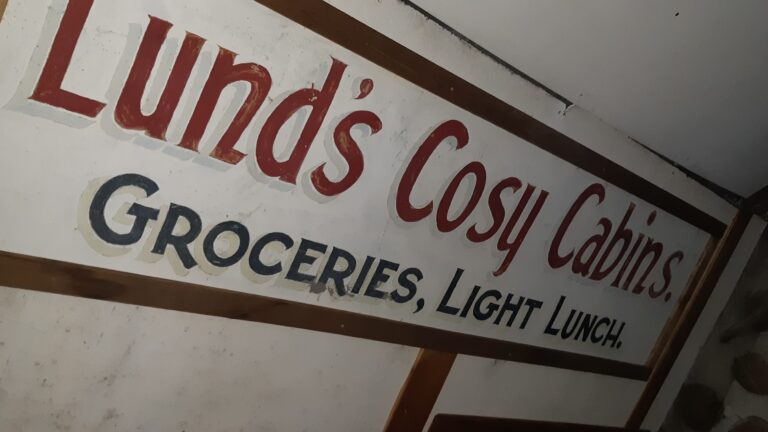 Lund's Cosy Cabins.
Groceries, Light Lunch.